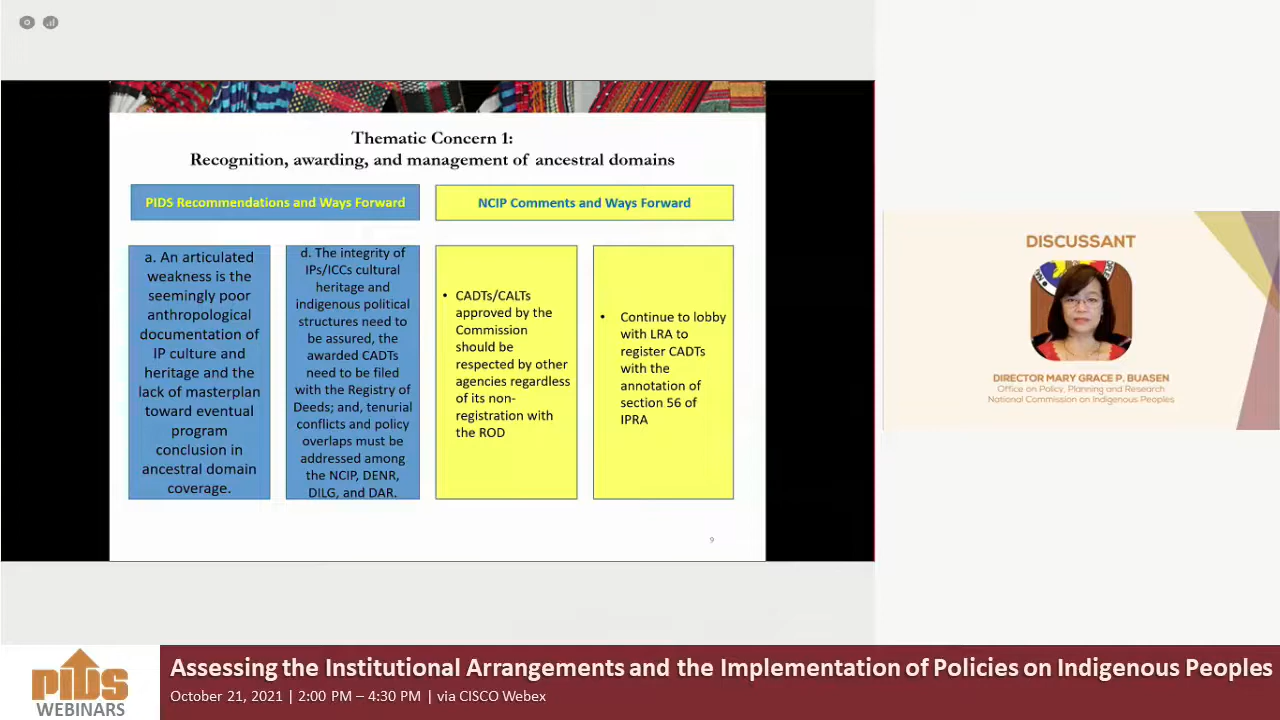 Thematic Concern 1:
Recognition, awarding, and management of ancestral domains
PIDS Recommendations and Ways Forward
NCIP Comments and Ways Forward
a. An articulated
weakness is the
seemingly poor
anthropological
documentation of
IP culture and
heritage and the
lack of masterplan
toward eventual
program
conclusion in
ancestral domain
coverage.
d. The integrity of
IPs/ICCs cultural
heritage and
indigenous political
structures need to
be assured, the
awarded CADTs
need to be filed
with the Registry of
Deeds; and, tenurial
conflicts and policy
overlaps must be
addressed among
the NCIP, DENR,
DILG, and DAR.
• CADTs/CALTs
approved by the
Commission
should be
respected by other
agencies regardless
of its non-
registration with
the ROD
• Continue to lobby
with LRA to
register CADTs
with the
annotation of
section 56 of
IPRA
9
DISCUSSANT
DIRECTOR MARY GRACE P. BUASEN
Office on Policy, Planning and Research
National Commission on Indigenous Peoples
PIDS
WEBINARS
Assessing the Institutional Arrangements and the Implementation of Policies on Indigenous Peoples
October 21, 2021 | 2:00 PM – 4:30 PM | via CISCO Webex